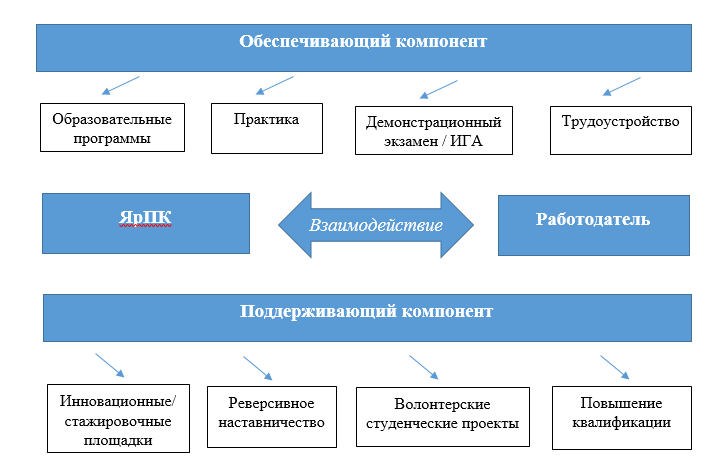 Обеспечивающий компонент
Образовательные
программы
Практика
Демонстрационный
экзамен / ИГА
Трудоустройство
ЯрПК
Взаимодействие
Работодатель
Поддерживающий компонент
Инновационные/
стажировочные
площадки
Реверсивное
наставничество
Волонтерские
студенческие проекты
Повышение
квалификации